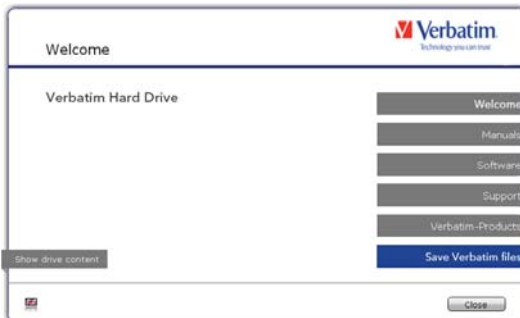 Welcome
Verbatim
Technology you can trust
Verbatim Hard Drive
Welcome
Manuals
Software
Support
Verbatim-Products
Save Verbatim files
Show drive content
Close